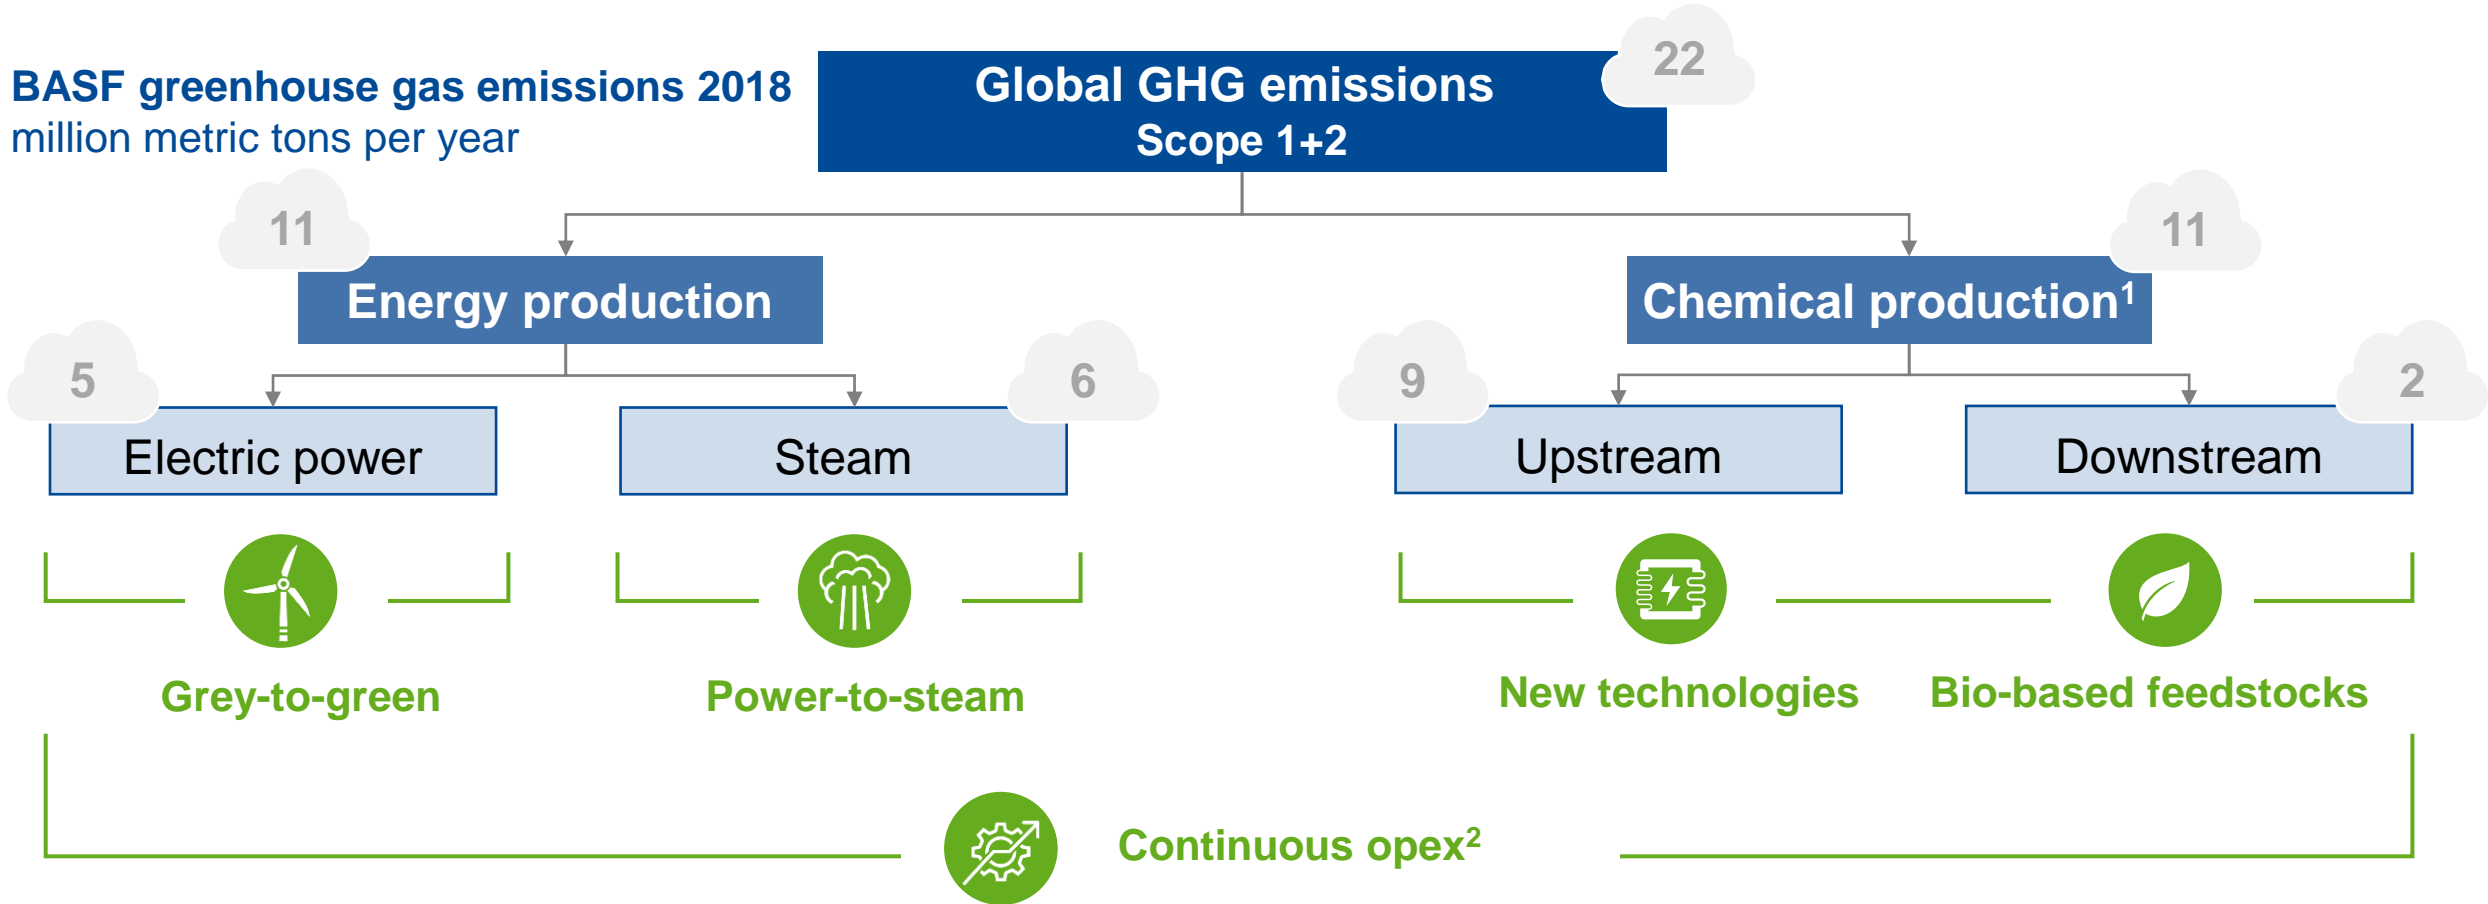 BASF greenhouse gas emissions 2018
million metric tons per year
Global GHG emissions
Scope 1+2
22
11
Energy production
11
Chemical production¹
5
Electric power
6
Steam
9
Upstream
2
Downstream
Grey-to-green
Power-to-steam
New technologies
Bio-based feedstocks
Continuous opex²